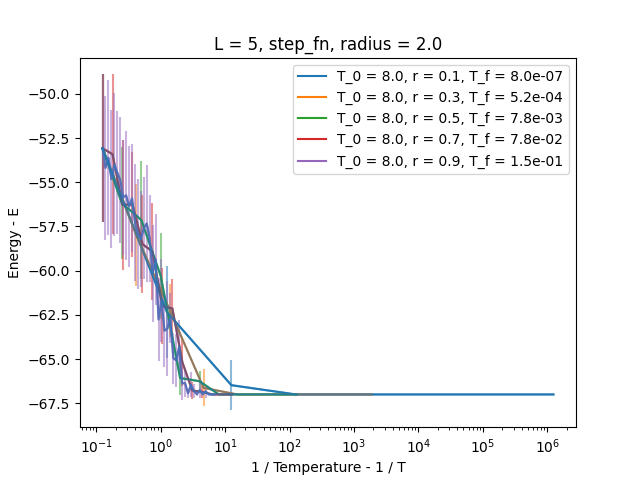 L = 5, step_fn, radius = 2.0
T_0 = 8.0, r = 0.1, T_f = 8.0e-07
T_0 = 8.0, r = 0.3, T_f = 5.2e-04
T_0 = 8.0, r = 0.5, T_f = 7.8e-03
T_0 = 8.0, r = 0.7, T_f = 7.8e-02
T_0 = 8.0, r = 0.9, T_f = 1.5e-01
Energy - E
−50.0
−52.5
−55.0
−57.5
−60.0
−62.5
−65.0
−67.5
10⁻¹ 10⁰ 10¹ 10² 10³ 10⁴ 10⁵ 10⁶
1 / Temperature - 1 / T